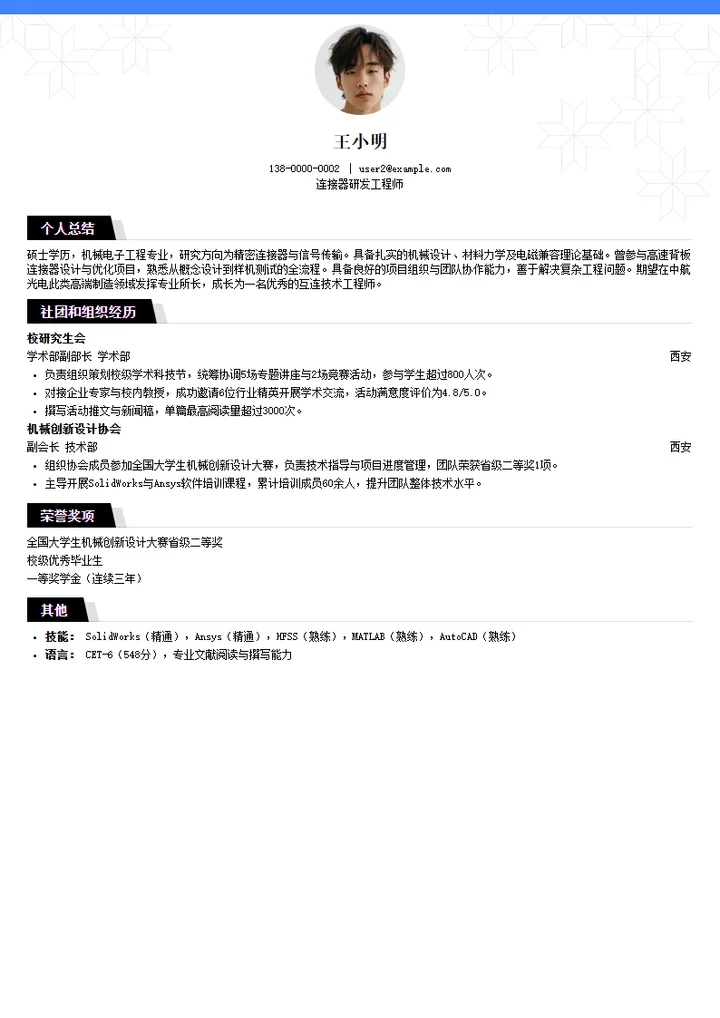 王小明
138-0000-0002 | user2@example.com
连接器研发工程师
个人总结
硕士学历，机械电子工程专业，研究方向为精密连接器与信号传输。具备扎实的机械设计、材料力学及电磁兼容理论基础。曾参与高速背板
连接器设计与优化项目，熟悉从概念设计到样机测试的全流程。具备良好的项目组织与团队协作能力，善于解决复杂工程问题。期望在中航
光电此类高端制造领域发挥专业所长，成长为一名优秀的互连技术工程师。
社团和组织经历
校研究生会
学术部副部长 学术部 西安
• 负责组织策划校级学术科技节，统筹协调5场专题讲座与2场竞赛活动，参与学生超过800人次。
• 对接企业专家与校内教授，成功邀请6位行业精英开展学术交流，活动满意度评价为4.8/5.0。
• 撰写活动推文与新闻稿，单篇最高阅读量超过3000次。
机械创新设计协会
副会长 技术部 西安
• 组织协会成员参加全国大学生机械创新设计大赛，负责技术指导与项目进度管理，团队荣获省级二等奖1项。
• 主导开展SolidWorks与Ansys软件培训课程，累计培训成员60余人，提升团队整体技术水平。
荣誉奖项
全国大学生机械创新设计大赛省级二等奖
校级优秀毕业生
一等奖学金（连续三年）
其他
• 技能： SolidWorks（精通），Ansys（精通），HFSS（熟练），MATLAB（熟练），AutoCAD（熟练）
• 语言： CET-6（548分），专业文献阅读与撰写能力